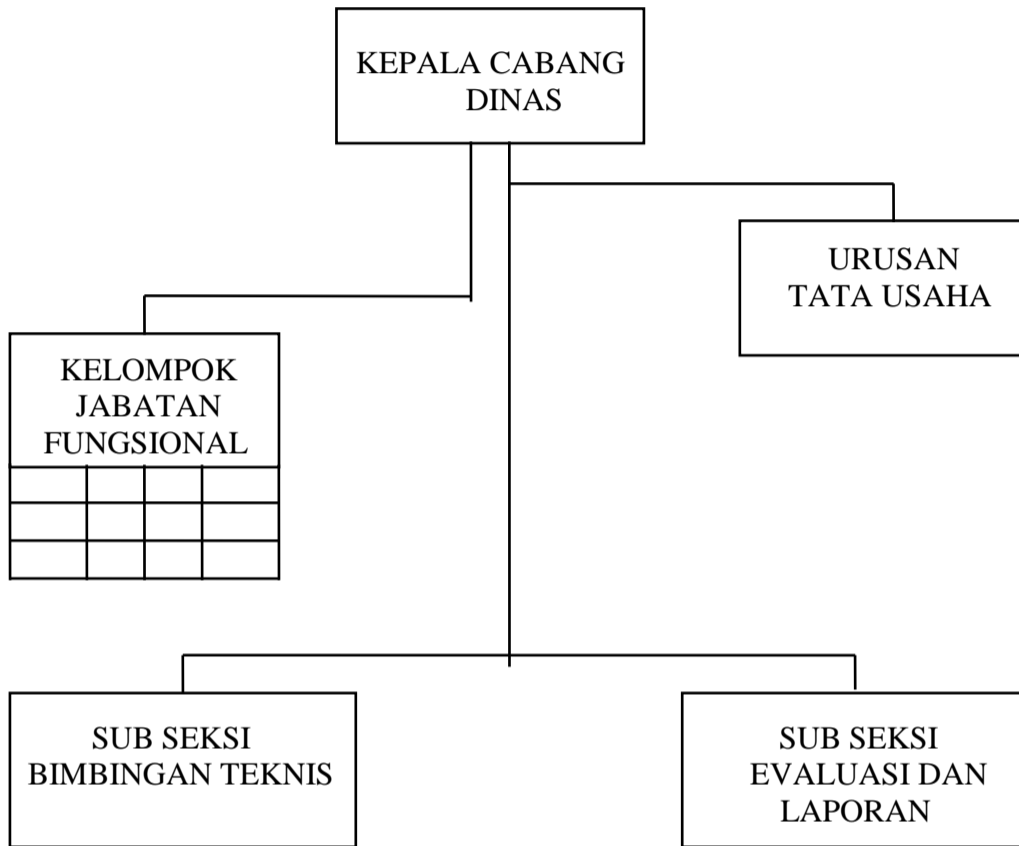 KEPALA CABANG
DINAS
URUSAN
TATA USAHA
KELOMPOK
JABATAN
FUNGSIONAL
SUB SEKSI
BIMBINGAN TEKNIS
SUB SEKSI
EVALUASI DAN
LAPORAN